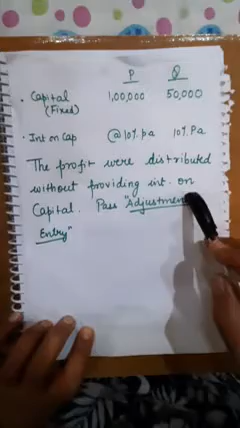 P Q
• Capital 1,00,000 50,000
(Fixed)
• Int on Cap @10% pa 10% Pa
The profit were distributed
without providing int. on
Capital. Pass "Adjustment
Entry"